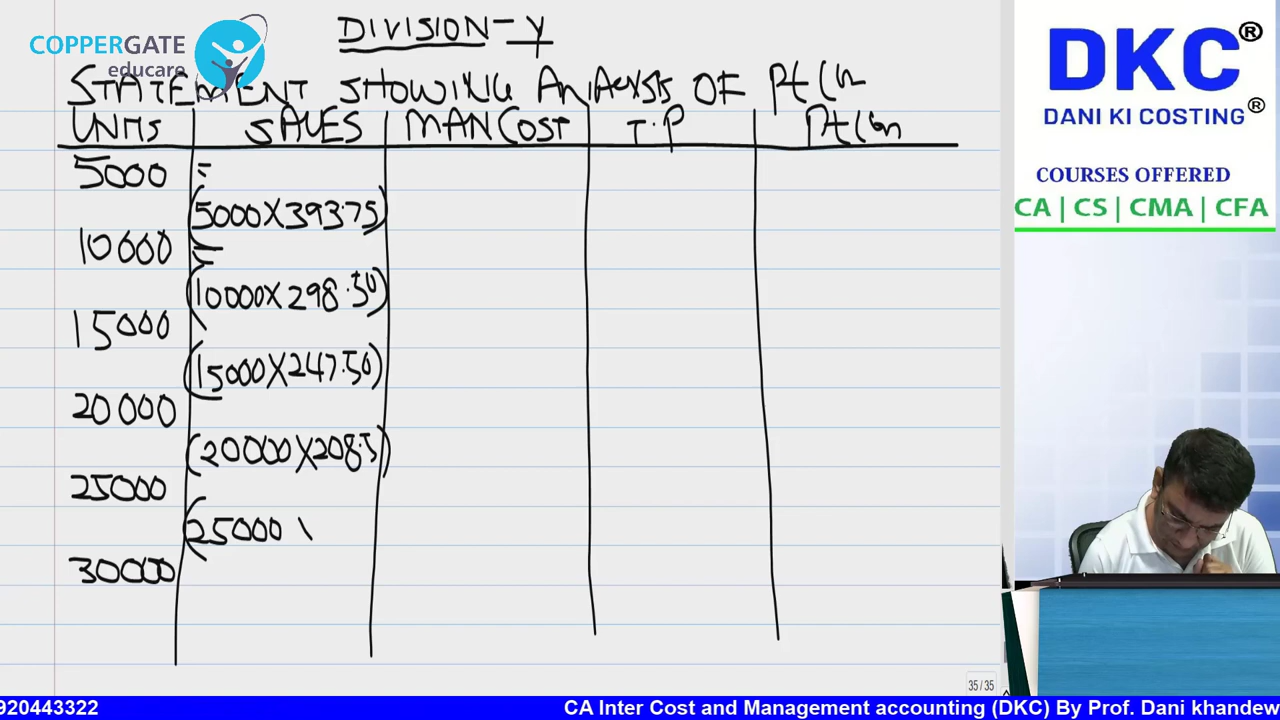 COPPERGATE
educare
DIVISION-Y
STATEMENT SHOWING ANALYSIS OF Pt(ln
UNITS SALES MAN COST T.P Pt(ln
5000 =
(5000X393.75)
10000 =
(10000X298.50)
15000
(15000X247.50)
20000
(20000X208.5)
25000
(25000
30000
35/35
DKC®
DANI KI COSTING®
COURSES OFFERED
CA | CS | CMA | CFA
920443322 CA Inter Cost and Management accounting (DKC) By Prof. Dani khandew